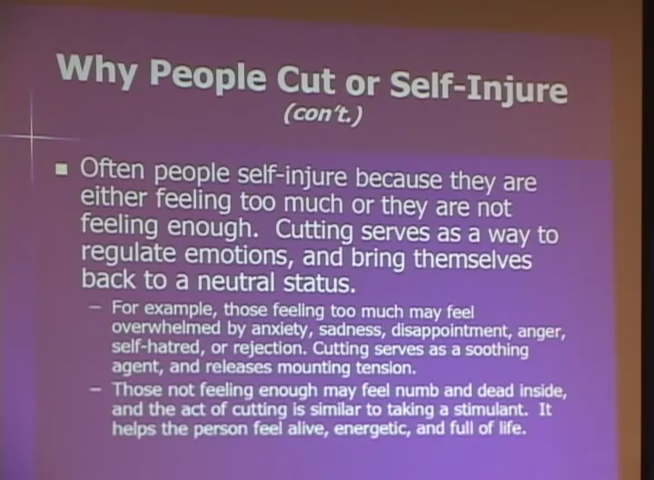 Why People Cut or Self-Injure
(con't.)
Often people self-injure because they are
either feeling too much or they are not
feeling enough. Cutting serves as a way to
regulate emotions, and bring themselves
back to a neutral status.
– For example, those feeling too much may feel
overwhelmed by anxiety, sadness, disappointment, anger,
self-hatred, or rejection. Cutting serves as a soothing
agent, and releases mounting tension.
– Those not feeling enough may feel numb and dead inside,
and the act of cutting is similar to taking a stimulant. It
helps the person feel alive, energetic, and full of life.